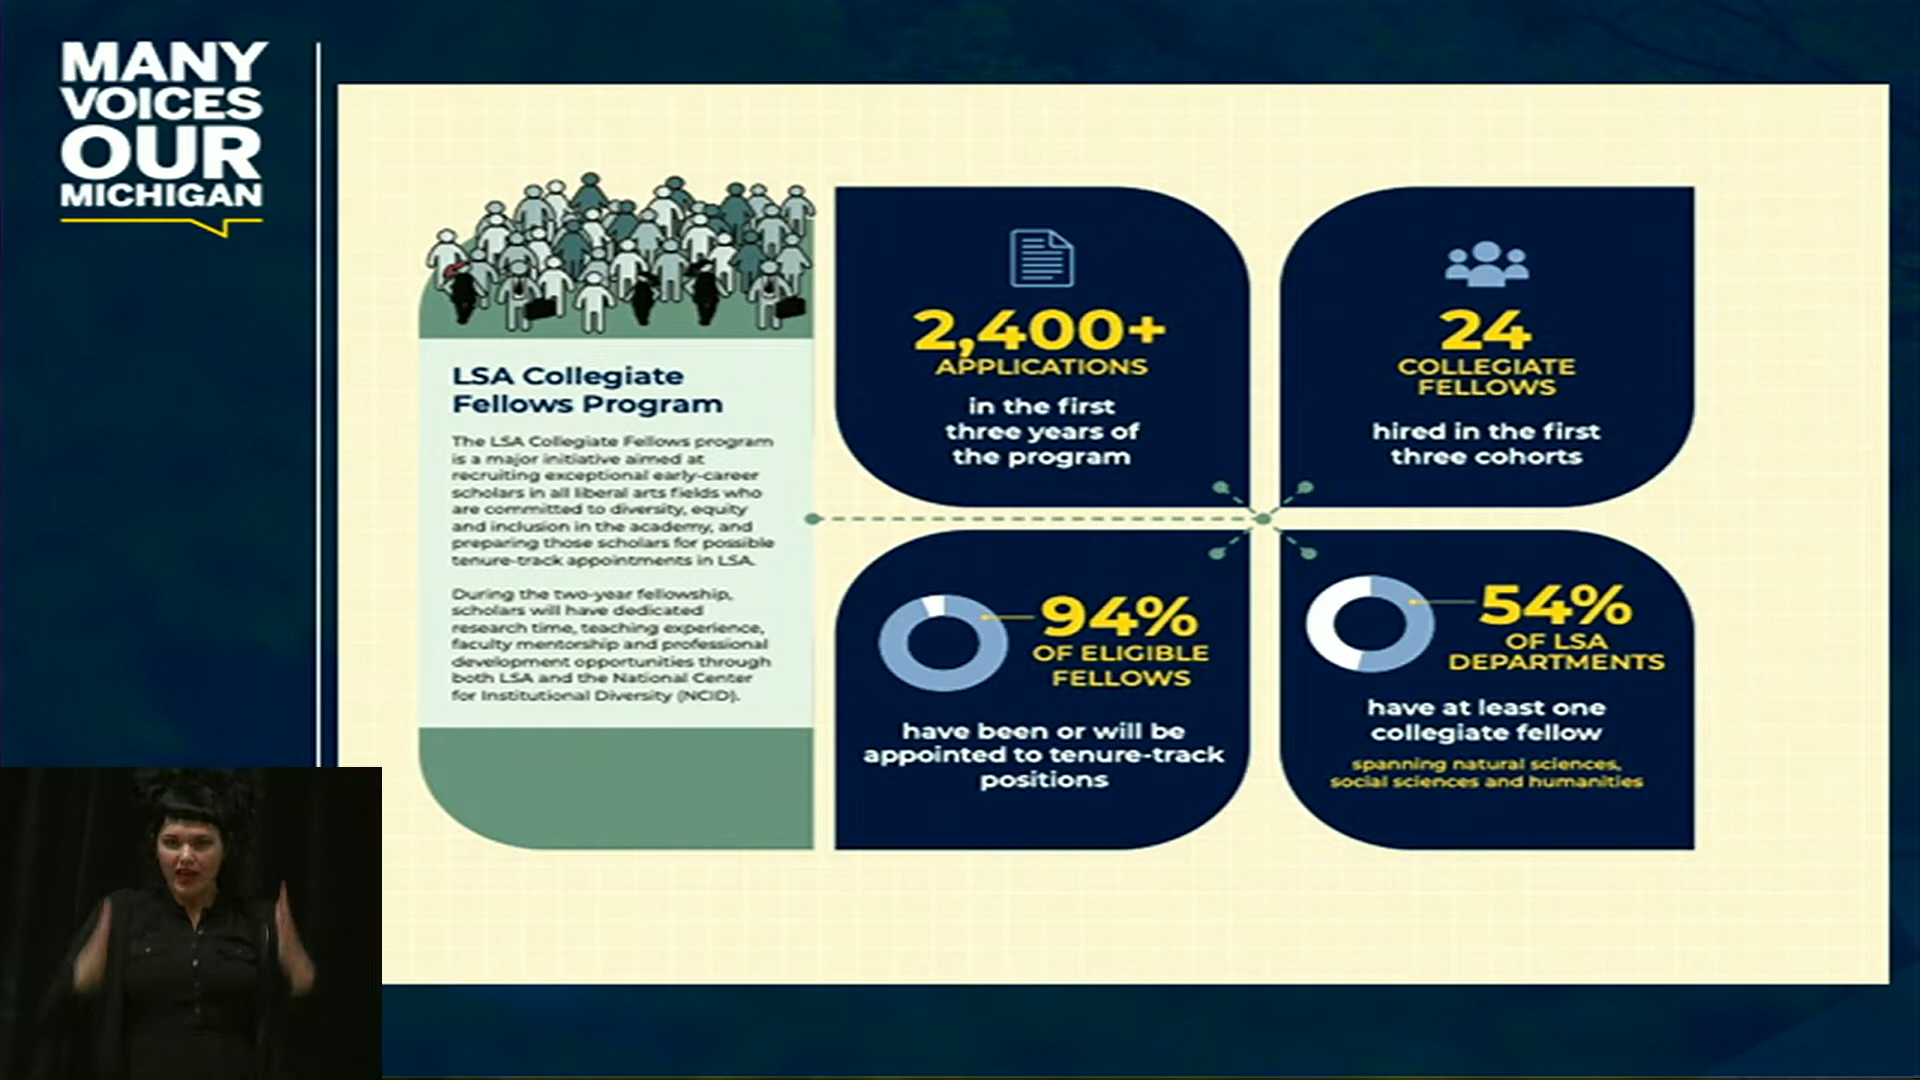 MANY
VOICES
OUR
MICHIGAN
LSA Collegiate
Fellows Program
The LSA Collegiate Fellows program
is a major initiative aimed at
recruiting exceptional early-career
scholars in all liberal arts fields who
are committed to diversity, equity
and inclusion in the academy, and
preparing those scholars for possible
tenure-track appointments in LSA.
During the two-year fellowship,
scholars will have dedicated
research time, teaching experience,
faculty mentorship and professional
development opportunities through
both LSA and the National Center
for Institutional Diversity (NCID).
2,400+
APPLICATIONS
in the first
three years of
the program
24
COLLEGIATE
FELLOWS
hired in the first
three cohorts
94%
OF ELIGIBLE
FELLOWS
have been or will be
appointed to tenure-track
positions
54%
OF LSA
DEPARTMENTS
have at least one
collegiate fellow
spanning natural sciences,
social sciences and humanities